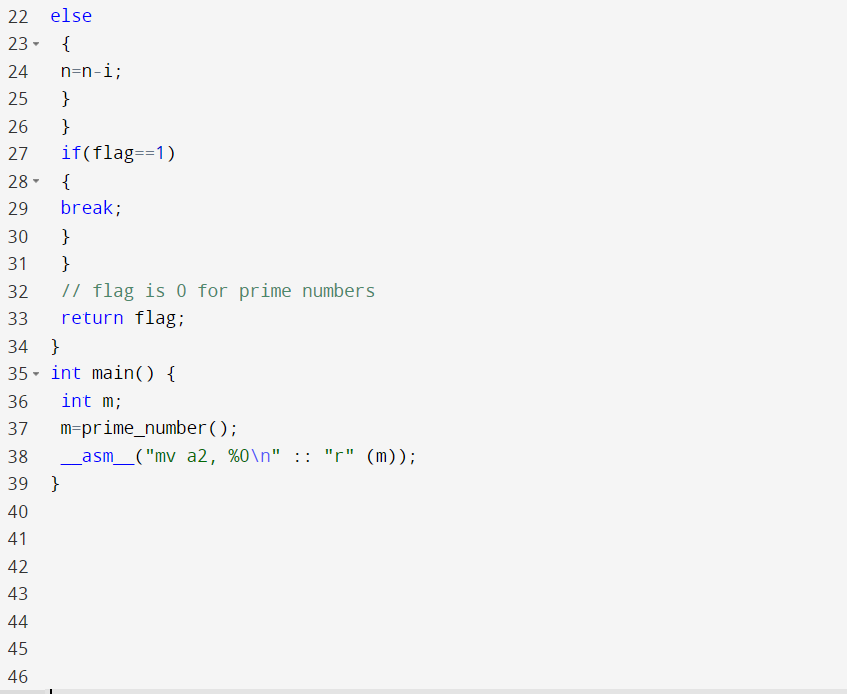 22 else
23 {
24 n=n-i;
25 }
26 }
27 if(flag==1)
28 {
29 break;
30 }
31 }
32 // flag is 0 for prime numbers
33 return flag;
34 }
35 int main() {
36 int m;
37 m=prime_number();
38 __asm__("mv a2, %0\n" :: "r" (m));
39 }
40
41
42
43
44
45
46